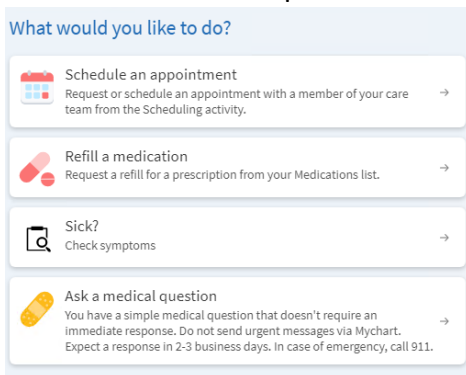 What would you like to do?
Schedule an appointment
Request or schedule an appointment with a member of your care
team from the Scheduling activity.
Refill a medication
Request a refill for a prescription from your Medications list.
Sick?
Check symptoms
Ask a medical question
You have a simple medical question that doesn't require an
immediate response. Do not send urgent messages via Mychart.
Expect a response in 2-3 business days. In case of emergency, call 911.